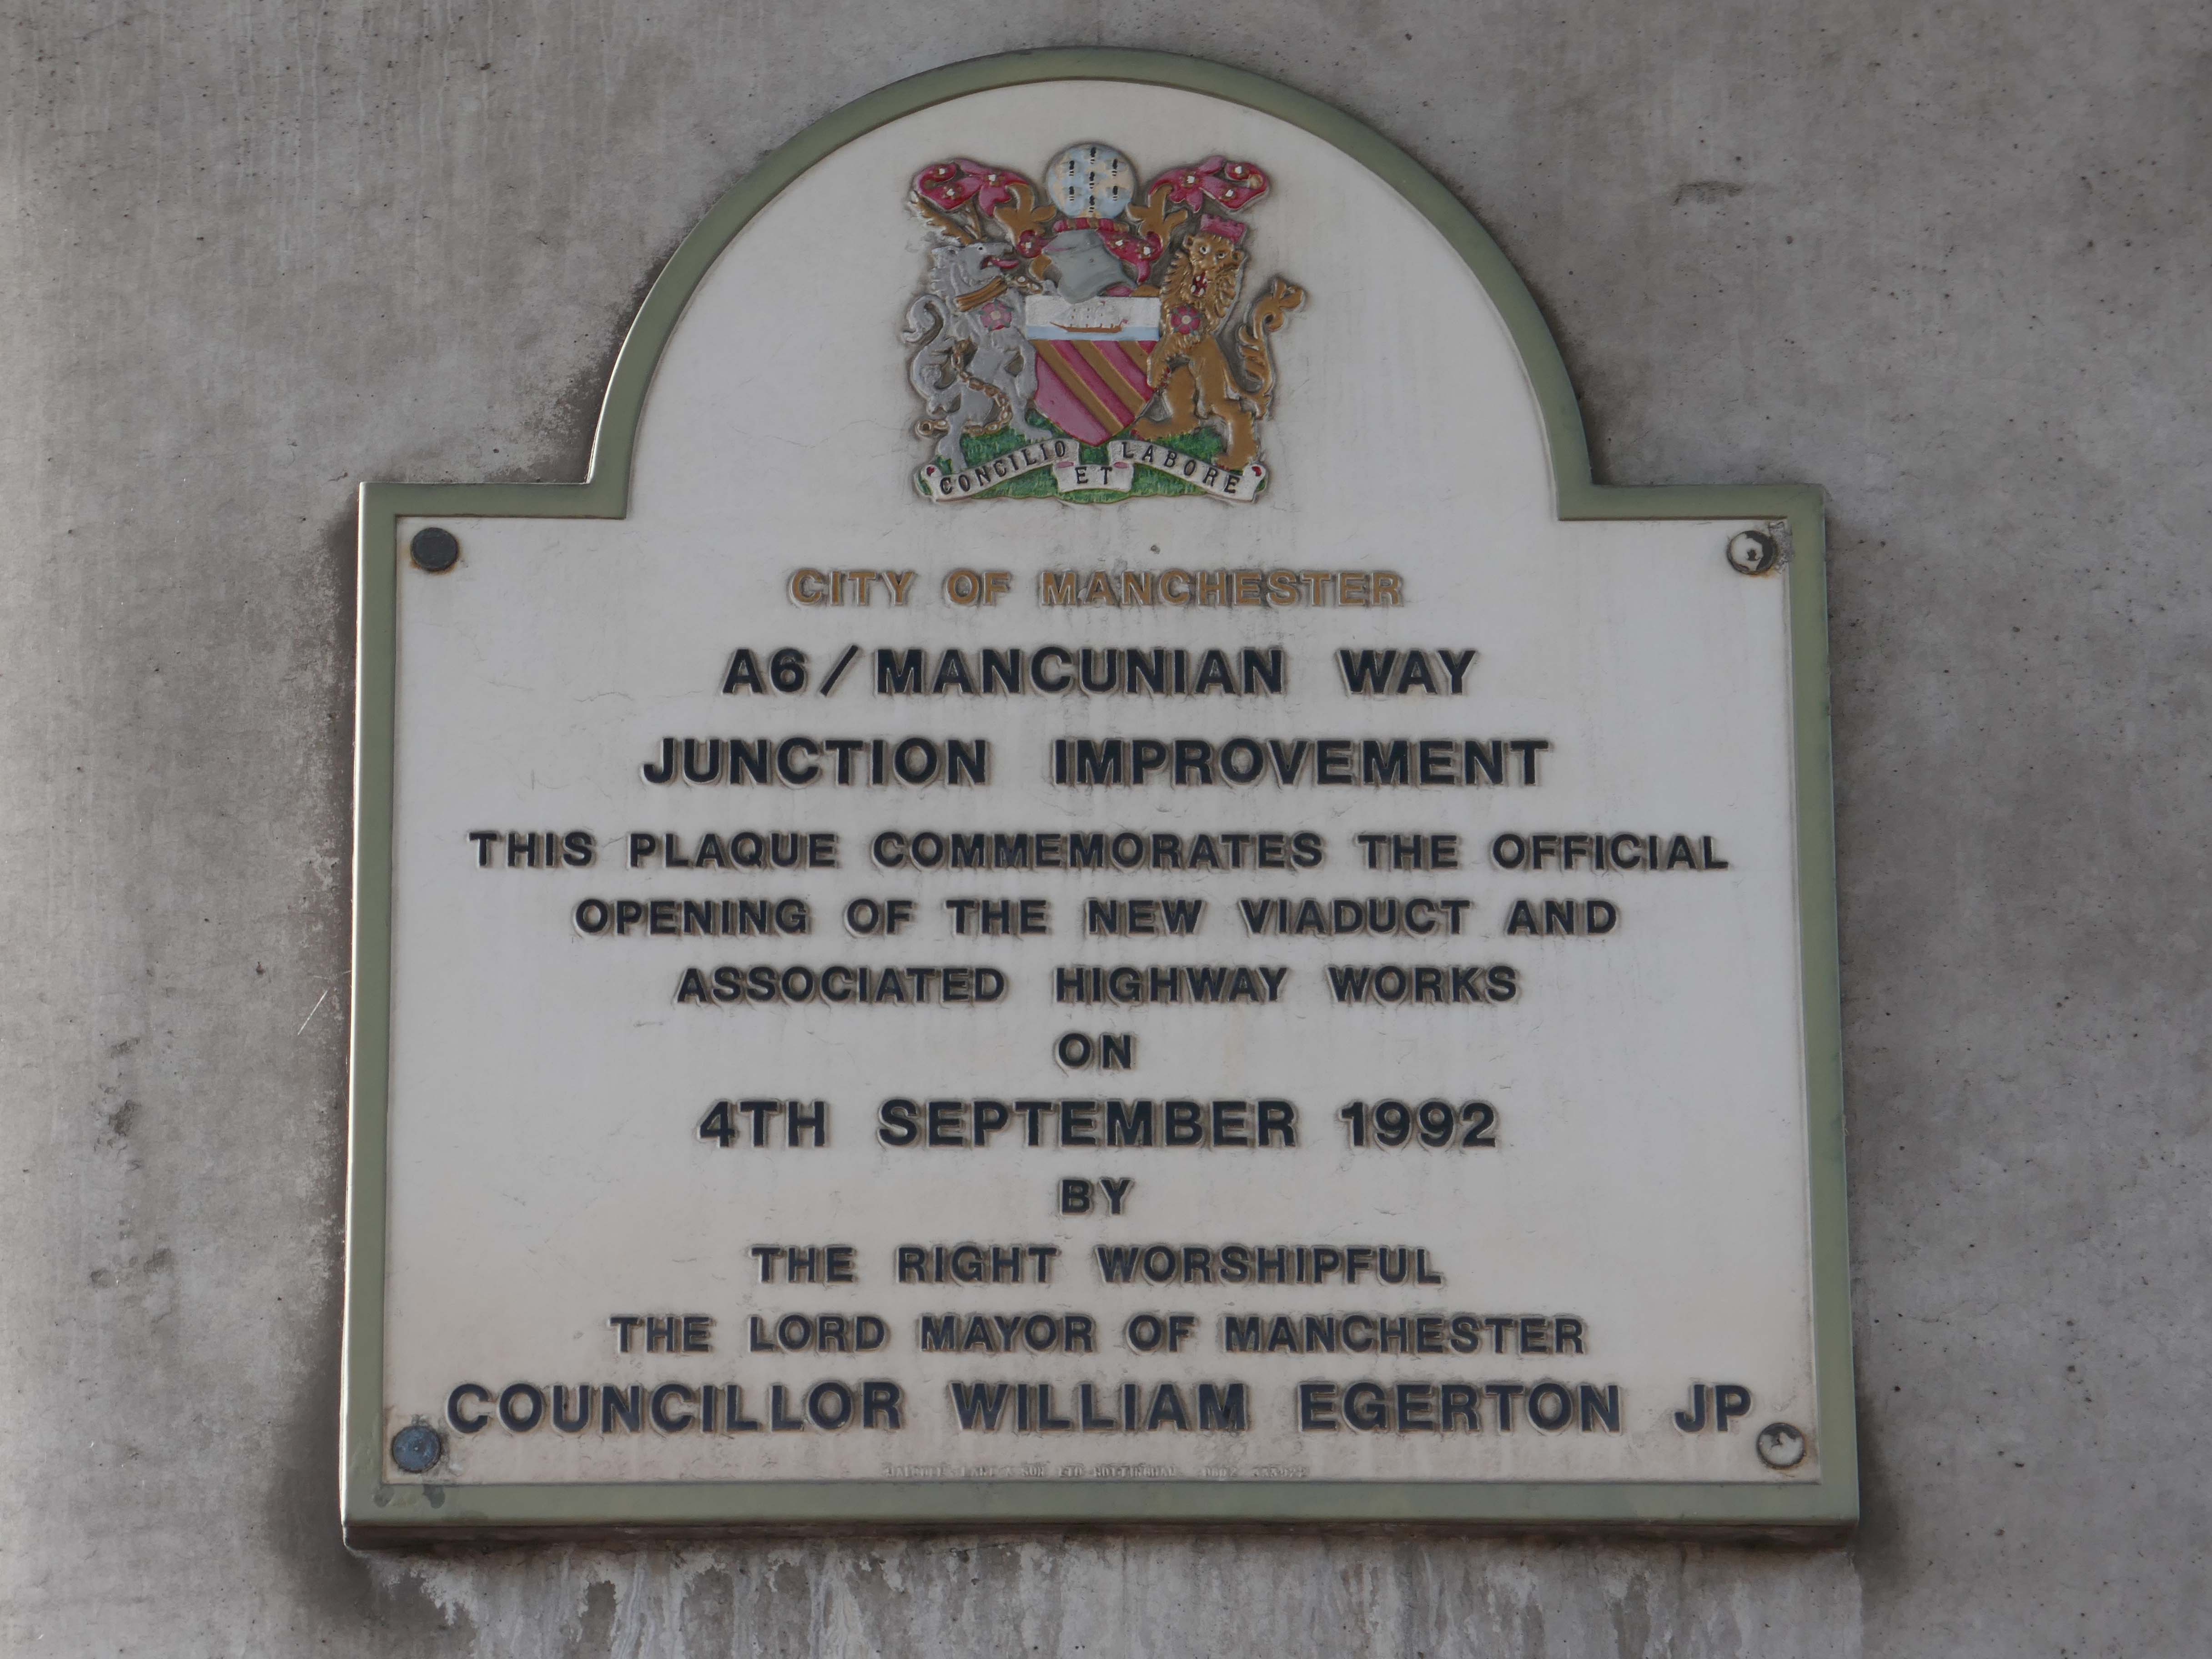 CONCILIO ET LABORE
CITY OF MANCHESTER
A6/MANCUNIAN WAY
JUNCTION IMPROVEMENT
THIS PLAQUE COMMEMORATES THE OFFICIAL
OPENING OF THE NEW VIADUCT AND
ASSOCIATED HIGHWAY WORKS
ON
4TH SEPTEMBER 1992
BY
THE RIGHT WORSHIPFUL
THE LORD MAYOR OF MANCHESTER
COUNCILLOR WILLIAM EGERTON JP